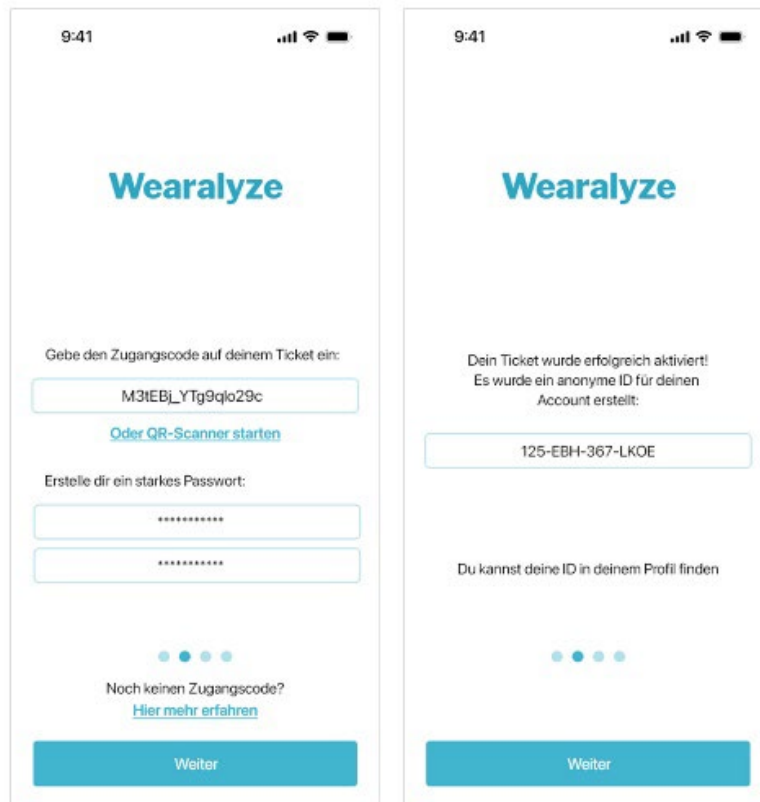 9:41
Wearalyze
Gebe den Zugangscode auf deinem Ticket ein:
M3tEBj_YTg9qlo29c
Oder QR-Scanner starten
Erstelle dir ein starkes Passwort:
***********
***********
Noch keinen Zugangscode?
Hier mehr erfahren
Weiter
9:41
Wearalyze
Dein Ticket wurde erfolgreich aktiviert!
Es wurde ein anonyme ID für deinen
Account erstellt:
125-EBH-367-LKOE
Du kannst deine ID in deinem Profil finden
Weiter